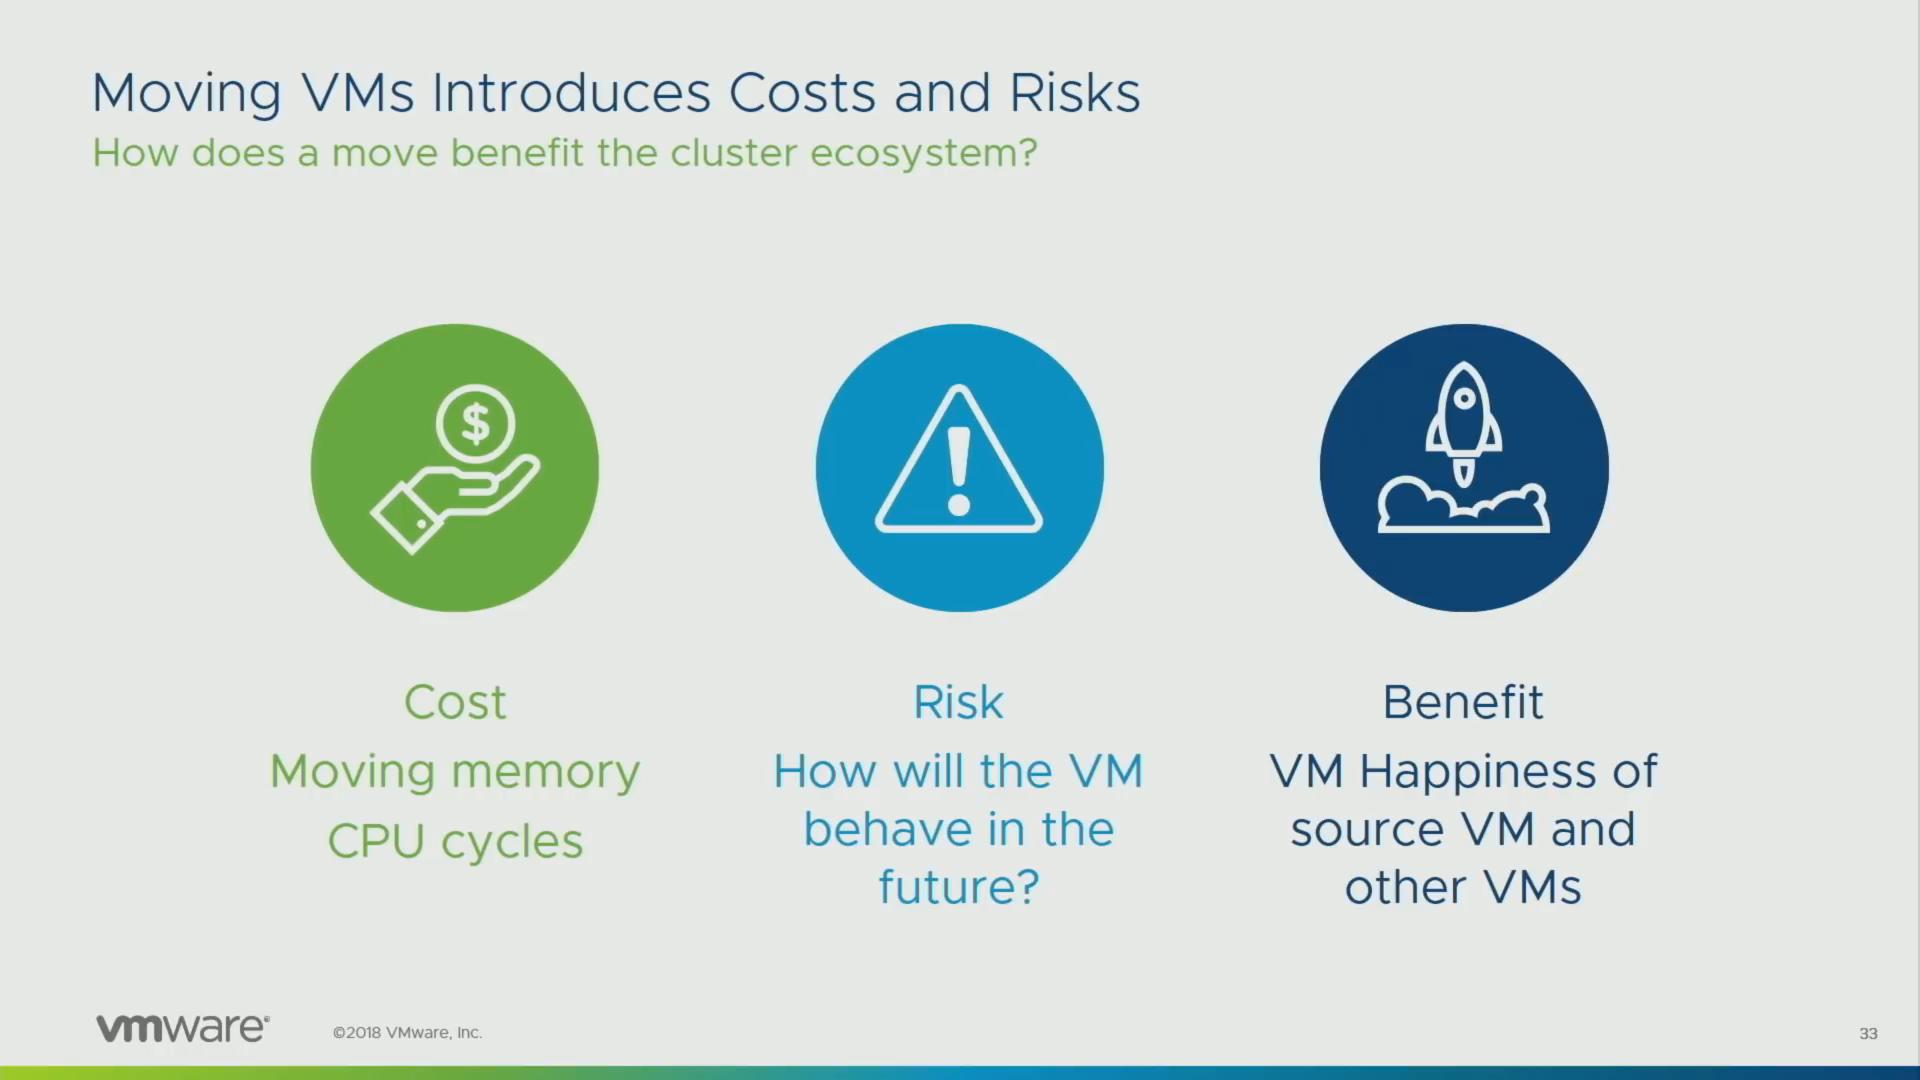 Moving VMs Introduces Costs and Risks
How does a move benefit the cluster ecosystem?
$
Cost
Moving memory
CPU cycles
Risk
How will the VM
behave in the
future?
Benefit
VM Happiness of
source VM and
other VMs
vmware®
©2018 VMware, Inc.
33